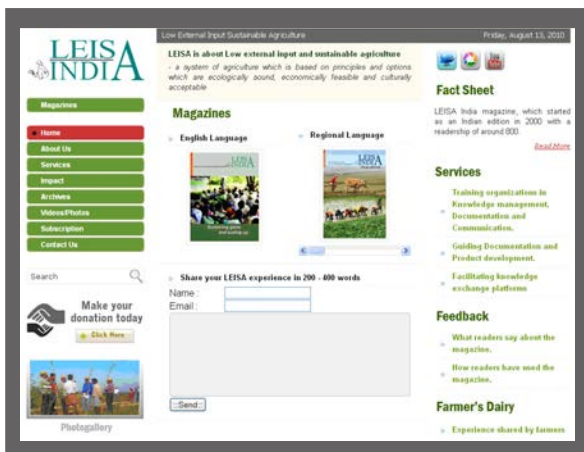 Low External Input Sustainable Agriculture
Friday, August 13, 2010
LEIS
INDIA
LEISA is about Low external input and sustainable agriculture
- a system of agriculture which is based on principles and options
which are ecologically sound, economically feasible and culturally
acceptable
Magazines
Home
About Us
Services
Impact
Archives
Videos/Photos
Subscription
Contact Us
Search
Make your
donation today
Click Here
Photogallery
Magazines
English Language
Regional Language
LEISA
LEISA
Share your LEISA experience in 200 - 400 words
Name :
Email :
::Send::
Fact Sheet
LEISA India magazine, which started
as an Indian edition in 2000 with a
readership of around 800.
Read More
Services
Training organizations in
Knowledge management,
Documentation and
Communication.
Guiding Documentation and
Product development.
Facilitating knowledge
exchange platforms
Feedback
What readers say about the
magazine.
How readers have used the
magazine.
Farmer's Dairy
Experience shared by farmers